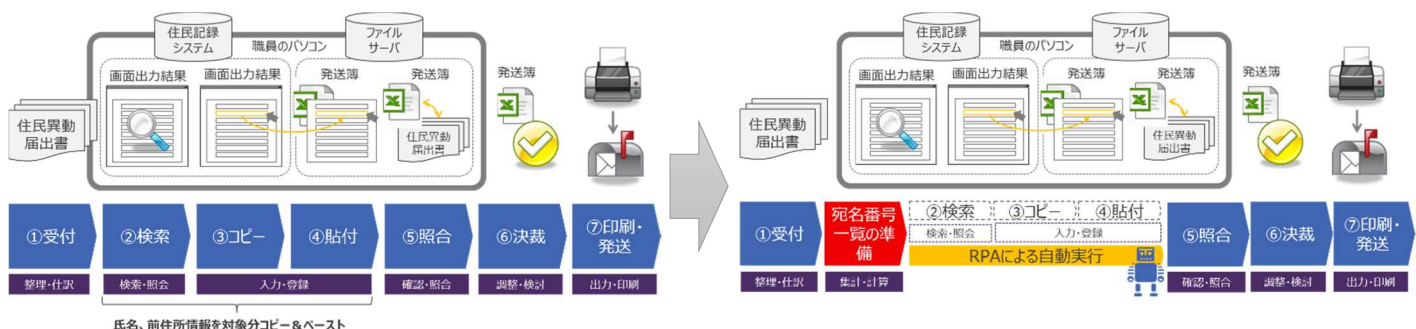 住民記録
システム
職員のパソコン
ファイル
サーバ
画面出力結果
画面出力結果
発送簿
発送簿
発送簿
住民異動
届出書
住民異動
届出書
①受付
②検索
③コピー
④貼付
⑤照合
⑥決裁
⑦印刷・
発送
整理・仕訳
検索・照会
入力・登録
確認・照合
調整・検討
出力・印刷
氏名、前住所情報を対象分コピー&ペースト
住民記録
システム
職員のパソコン
ファイル
サーバ
画面出力結果
画面出力結果
発送簿
発送簿
発送簿
住民異動
届出書
住民異動
届出書
①受付
宛名番号
一覧の準
備
②検索
③コピー
④貼付
検索・照会
入力・登録
RPAによる自動実行
⑤照合
⑥決裁
⑦印刷・
発送
整理・仕訳
集計・計算
確認・照合
調整・検討
出力・印刷